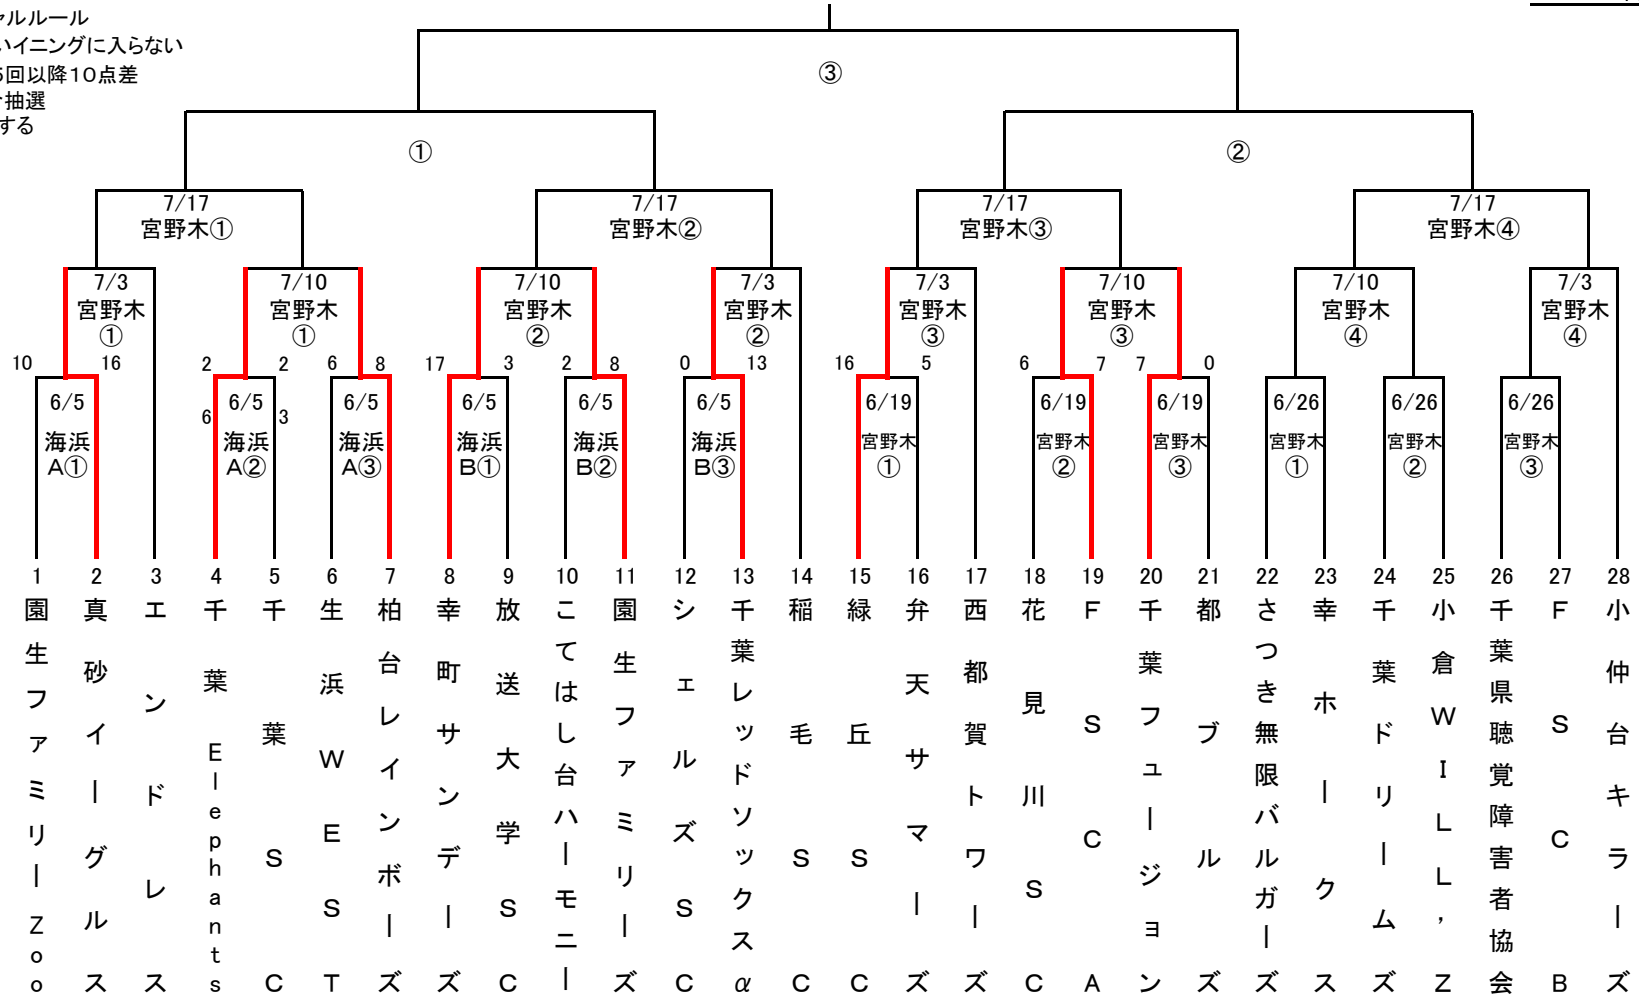 ャルルール
いイニングに入らない
5回以降10点差
合抽選
する
③
① ②
7/17 7/17 7/17 7/17
宮野木① 宮野木② 宮野木③ 宮野木④
7/3 7/10 7/10 7/3 7/3 7/10 7/10 7/3
宮野木 宮野木 宮野木 宮野木 宮野木 宮野木 宮野木 宮野木
① ① ② ② ③ ③ ④ ④
10 16 2 2 6 8 17 3 2 8 0 13 16 5 6 7 7 0
6/5 6/5 6/5 6/5 6/5 6/5 6/19 6/19 6/19 6/26 6/26 6/26
6 3
海浜 海浜 海浜 海浜 海浜 海浜 宮野木 宮野木 宮野木 宮野木 宮野木 宮野木
A① A② A③ B① B② B③ ① ② ③ ① ② ③
1 2 3 4 5 6 7 8 9 10 11 12 13 14 15 16 17 18 19 20 21 22 23 24 25 26 27 28
園生ファミリーZoo
真砂イーグルス
エンドレス
千葉Elephants
千葉SC
生浜WEST
柏台レインボーズ
幸町サンデーズ
放送大学SC
こてはし台ハーモニー
園生ファミリーズ
シェルズSC
千葉レッドソックスα
稲毛SC
緑丘SC
弁天サマーズ
西都賀トワーズ
花見川SC
FSCA
千葉フュージョン
都ブルズ
さつき無限バルガーズ
幸ホークス
千葉ドリームズ
小倉WILL,Z
千葉県聴覚障害者協会
FSCB
小仲台キラーズ